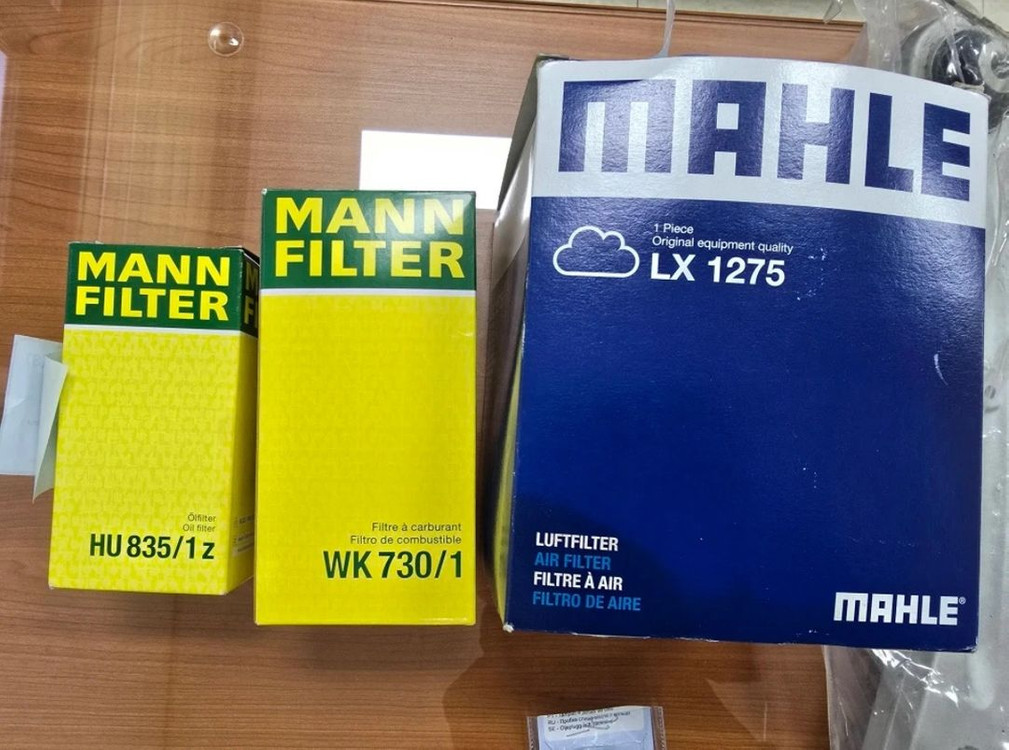 MANN
FILTER
Ölfilter
Oil filter
HU 835/1 z
MANN
FILTER
Filtre à carburant
Filtro de combustible
WK 730/1
MAHLE
1 Piece
Original equipment quality
LX 1275
LUFTFILTER
AIR FILTER
FILTRE À AIR
FILTRO DE AIRE
MAHLE®